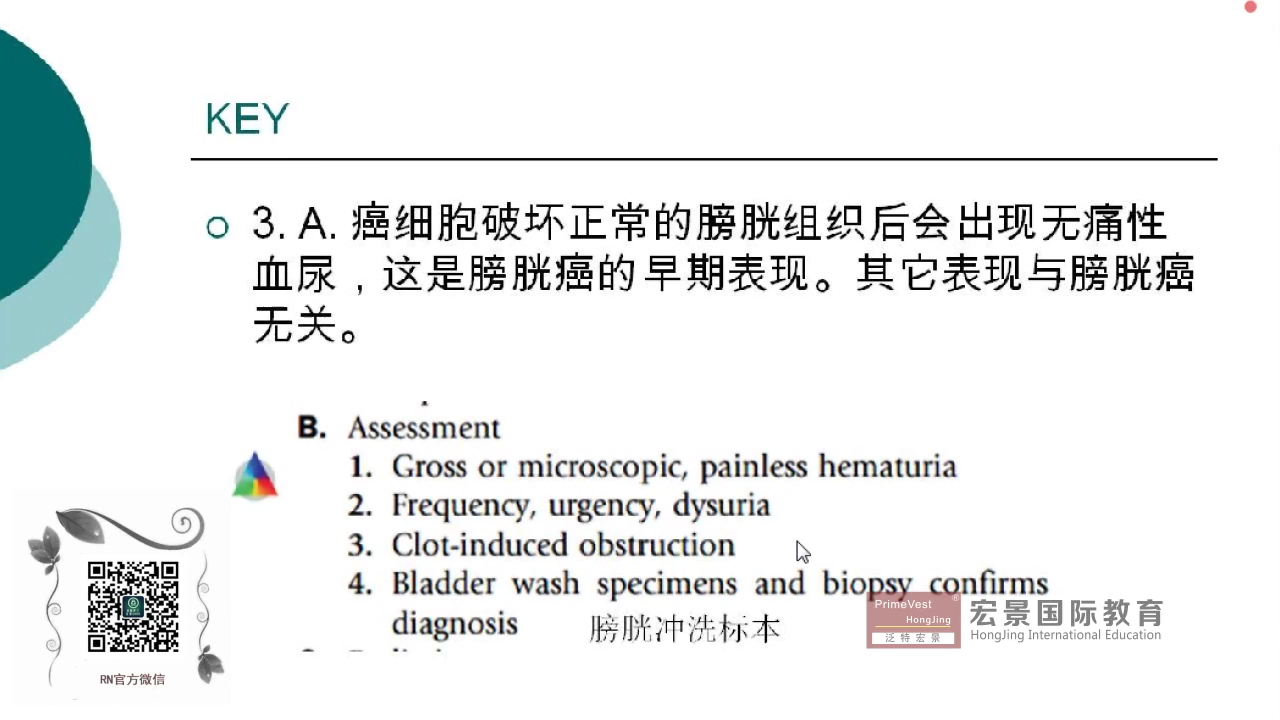 KEY
3. A. 癌细胞破坏正常的膀胱组织后会出现无痛性
血尿，这是膀胱癌的早期表现。其它表现与膀胱癌
无关。
B. Assessment
1. Gross or microscopic, painless hematuria
2. Frequency, urgency, dysuria
3. Clot-induced obstruction
4. Bladder wash specimens and biopsy confirms
diagnosis
膀胱冲洗标本
PrimeVest ®
HongJing
泛特宏景
宏景国际教育
HongJing International Education
RN官方微信